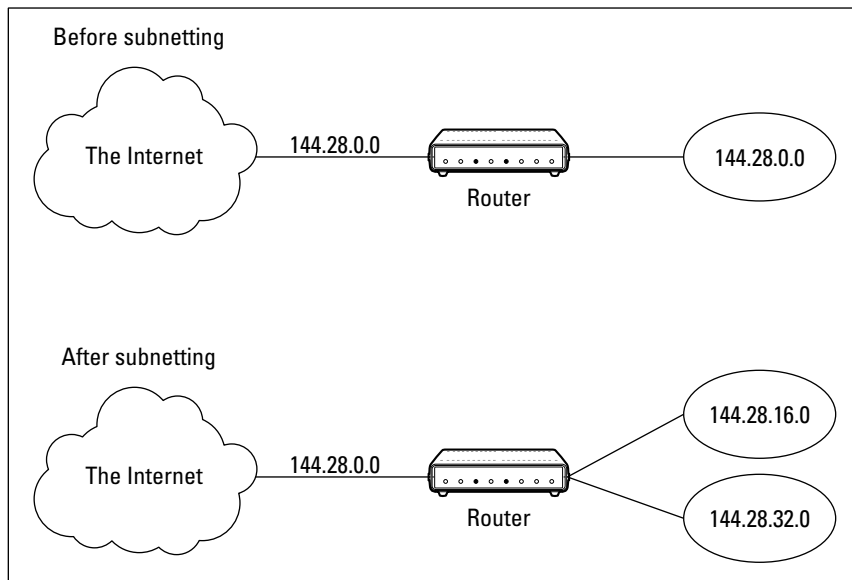 Before subnetting
The Internet
144.28.0.0
Router
144.28.0.0
After subnetting
The Internet
144.28.0.0
Router
144.28.16.0
144.28.32.0